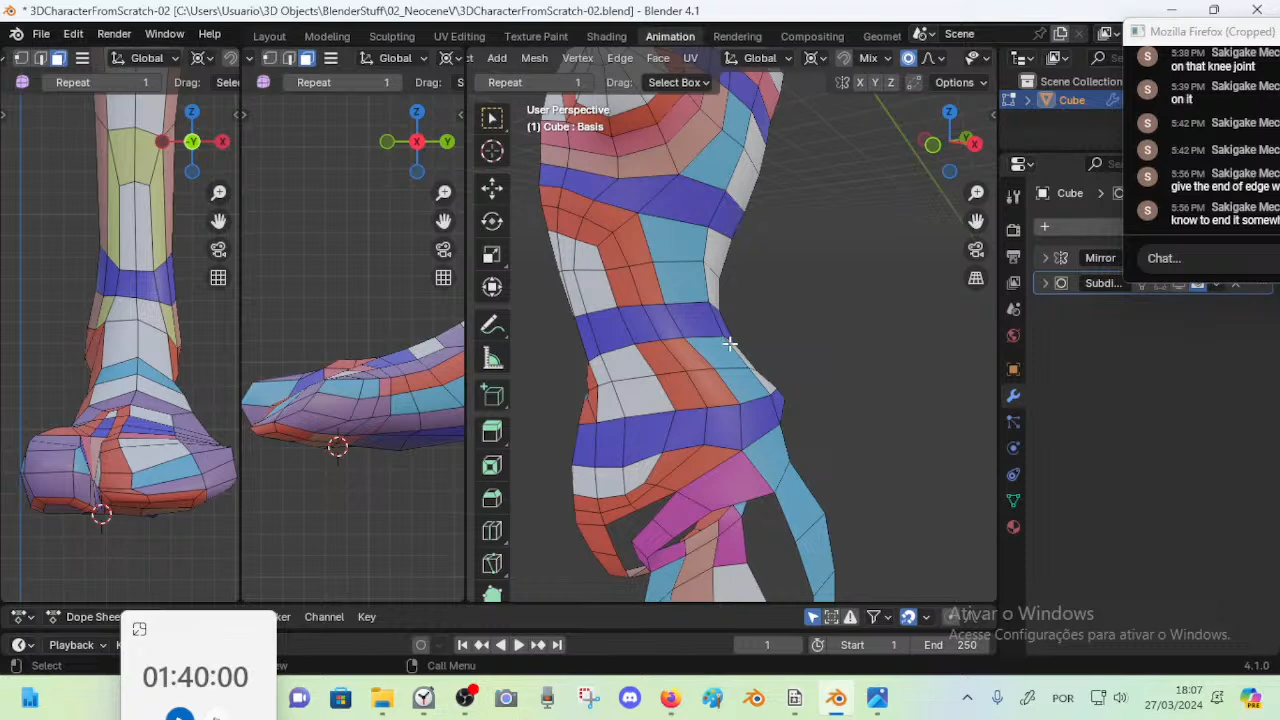 * 3DCharacterFromScratch-02 [C:\Users\Usuario\3D Objects\BlenderStuff\02_NeoceneV\3DCharacterFromScratch-02.blend] - Blender 4.1
File Edit Render Window Help
Layout Modeling Sculpting UV Editing Texture Paint Shading Animation Rendering Compositing Geomet
Scene
Mozilla Firefox (Cropped)
Global
Global
Add Mesh Vertex Edge Face UV
Global
Mix
Repeat 1 Drag: Sele
Repeat 1 Drag: S
Repeat 1 Drag: Select Box
X Y Z
Options
Scene Collection
Cube
User Perspective
(1) Cube : Basis
Z
Y
X
Z
X
Y
Z
Y
X
5:38 PM Sakigake Mec
on that knee joint
5:39 PM Sakigake Mec
on it
5:42 PM Sakigake Mec
5:42 PM Sakigake Mec
5:56 PM Sakigake Mec
give the end of edge w
5:56 PM Sakigake Mec
know to end it somewh
Chat...
Cube
Mirror
Subdi...
Dope Shee
Channel Key
Playback
1
Start 1
End 250
Select
Call Menu
4.1.0
01:40:00
Ativar o Windows
Acesse Configurações para ativar o Windows.
POR
18:07
27/03/2024